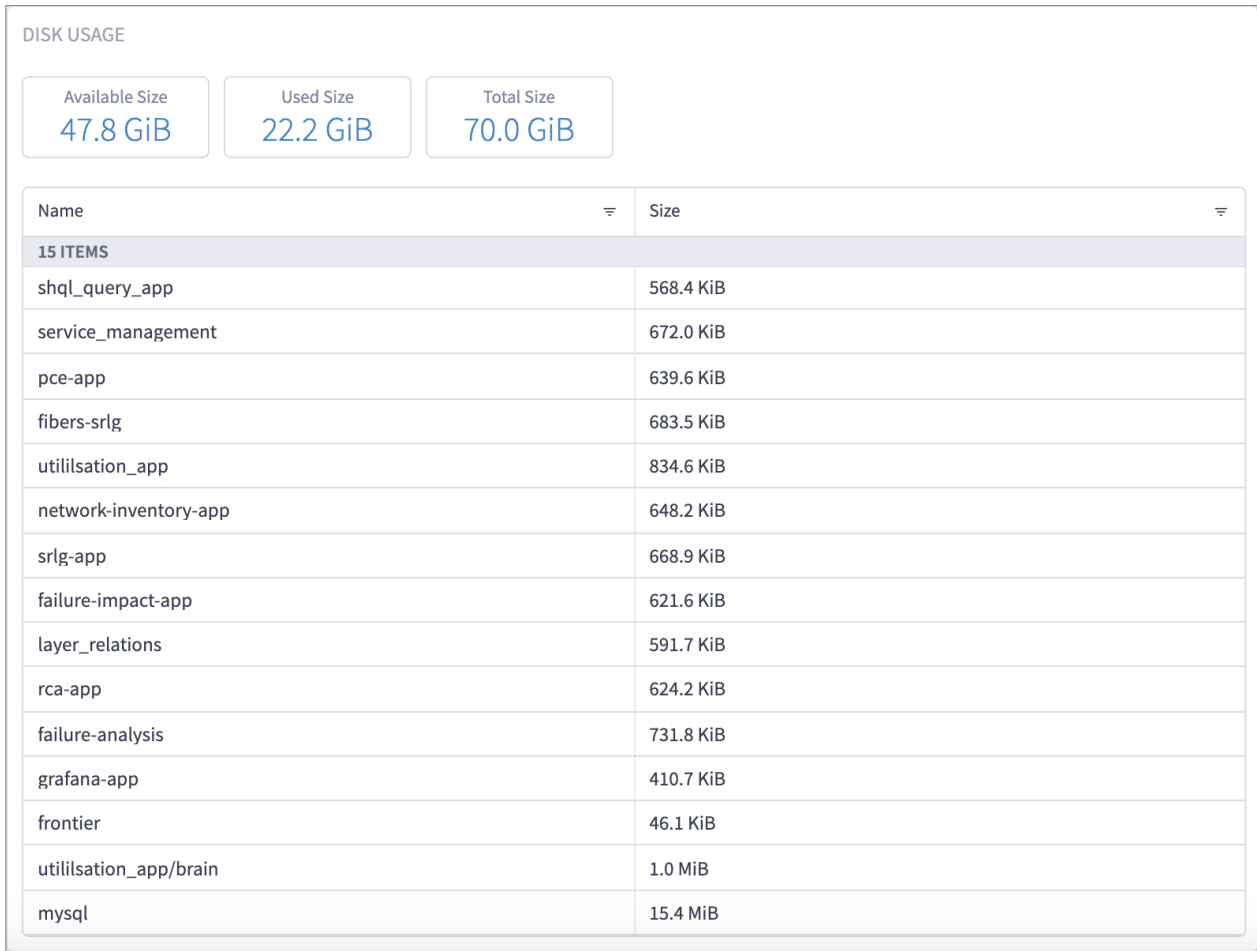 DISK USAGE
Available Size
47.8 GiB
Used Size
22.2 GiB
Total Size
70.0 GiB
Name
Size
15 ITEMS
shql_query_app 568.4 KiB
service_management 672.0 KiB
pce-app 639.6 KiB
fibers-srlg 683.5 KiB
utililsation_app 834.6 KiB
network-inventory-app 648.2 KiB
srlg-app 668.9 KiB
failure-impact-app 621.6 KiB
layer_relations 591.7 KiB
rca-app 624.2 KiB
failure-analysis 731.8 KiB
grafana-app 410.7 KiB
frontier 46.1 KiB
utililsation_app/brain 1.0 MiB
mysql 15.4 MiB